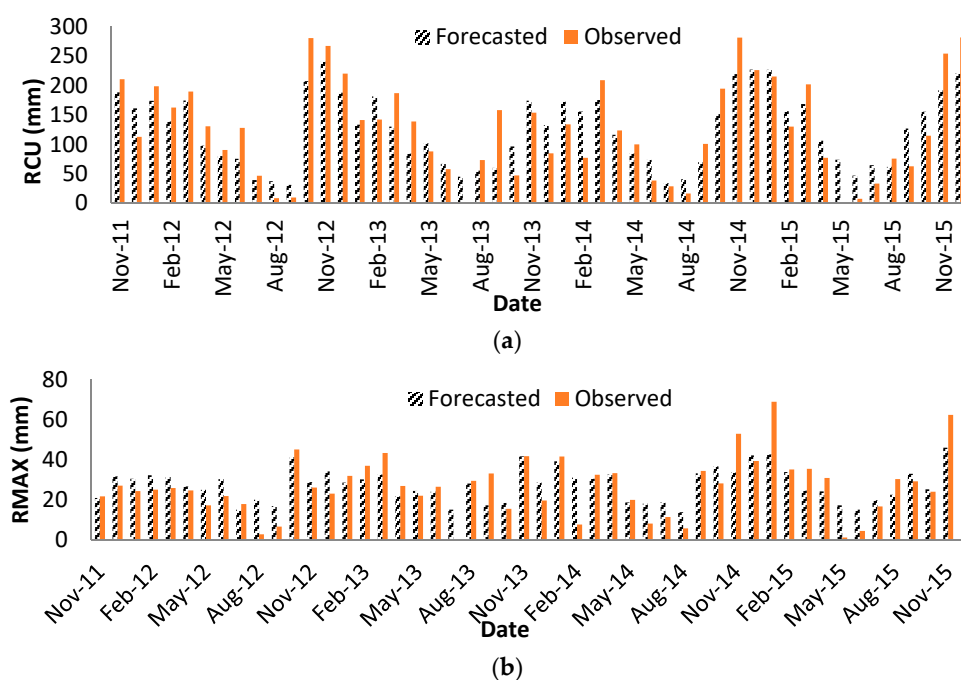 300
250
200
150
100
50
0
RCU (mm)
Forecasted Observed
Nov-11 Feb-12 May-12 Aug-12 Nov-12 Feb-13 May-13 Aug-13 Nov-13 Feb-14 May-14 Aug-14 Nov-14 Feb-15 May-15 Aug-15 Nov-15
Date
(a)
80
60
40
20
0
RMAX (mm)
Forecasted Observed
Nov-11 Feb-12 May-12 Aug-12 Nov-12 Feb-13 May-13 Aug-13 Nov-13 Feb-14 May-14 Aug-14 Nov-14 Feb-15 May-15 Aug-15 Nov-15
Date
(b)